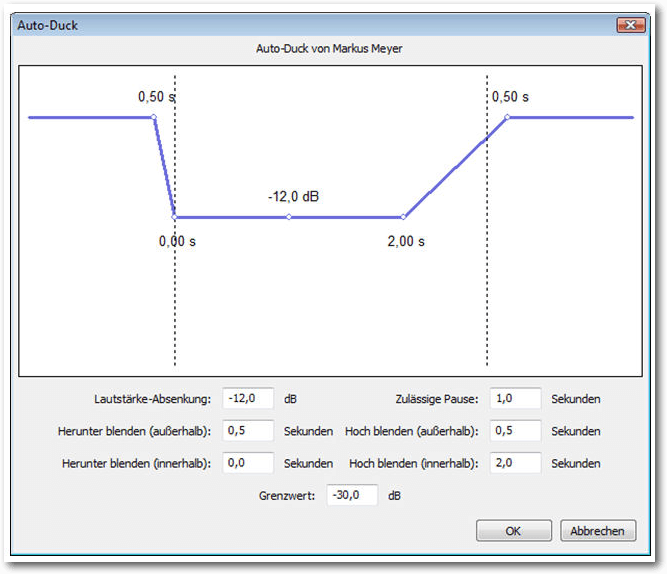 Auto-Duck
Auto-Duck von Markus Meyer
0,50 s 0,50 s
-12,0 dB
0,00 s 2,00 s
Lautstärke-Absenkung: -12,0 dB Zulässige Pause: 1,0 Sekunden
Herunter blenden (außerhalb): 0,5 Sekunden Hoch blenden (außerhalb): 0,5 Sekunden
Herunter blenden (innerhalb): 0,0 Sekunden Hoch blenden (innerhalb): 2,0 Sekunden
Grenzwert: -30,0 dB
OK Abbrechen